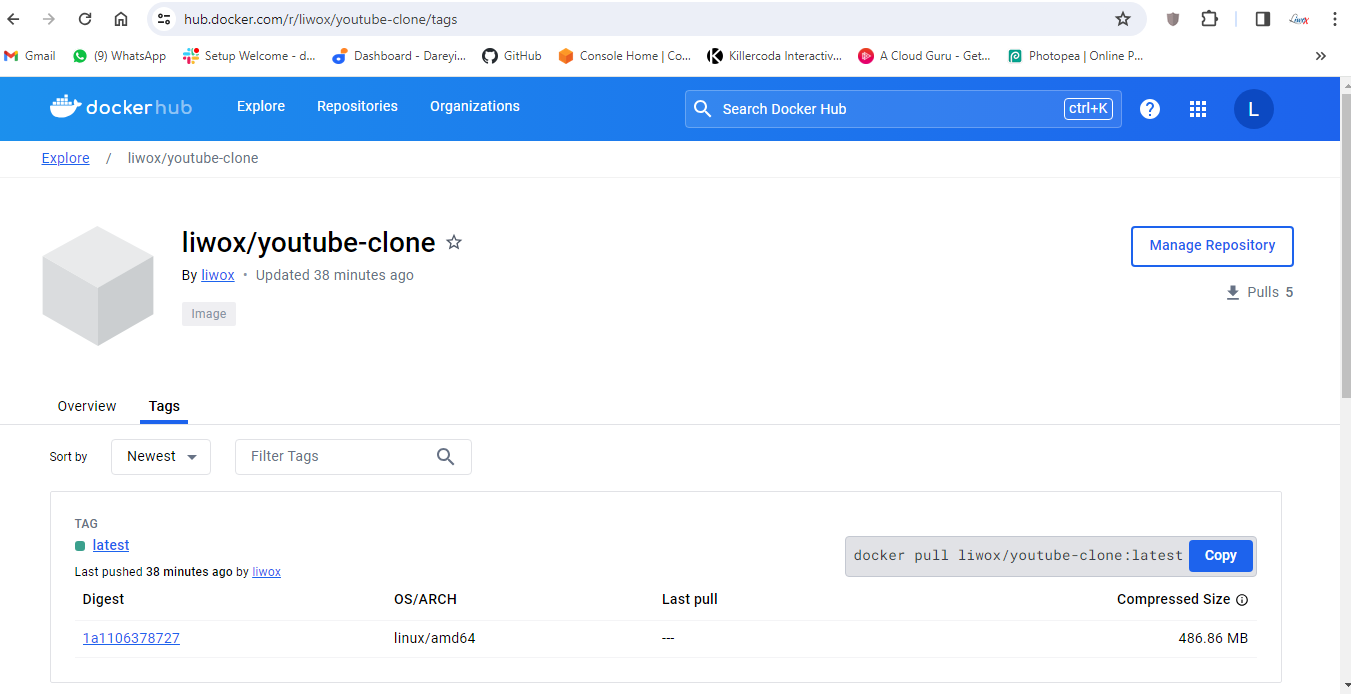 hub.docker.com/r/liwox/youtube-clone/tags
Gmail (9) WhatsApp Setup Welcome - d... Dashboard - Dareyi... GitHub Console Home | Co... Killercoda Interactiv... A Cloud Guru - Get... Photopea | Online P...
dockerhub Explore Repositories Organizations Search Docker Hub ctrl+K ? L
Explore / liwox/youtube-clone
liwox/youtube-clone
Manage Repository
By liwox • Updated 38 minutes ago
Pulls 5
Image
Overview Tags
Sort by Newest Filter Tags
TAG
latest
docker pull liwox/youtube-clone:latest Copy
Last pushed 38 minutes ago by liwox
Digest OS/ARCH Last pull Compressed Size
1a1106378727 linux/amd64 --- 486.86 MB